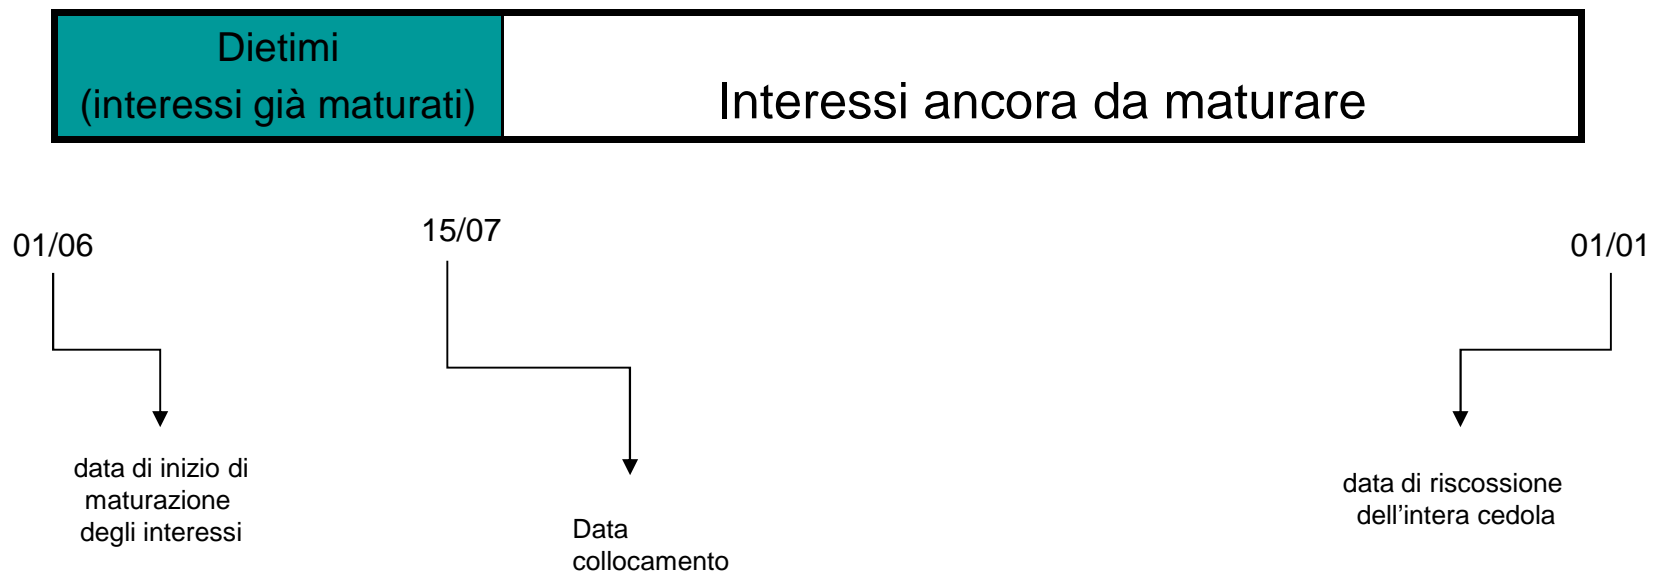 Dietimi
(interessi già maturati)
Interessi ancora da maturare
01/06
15/07
01/01
data di inizio di
maturazione
degli interessi
Data
collocamento
data di riscossione
dell'intera cedola